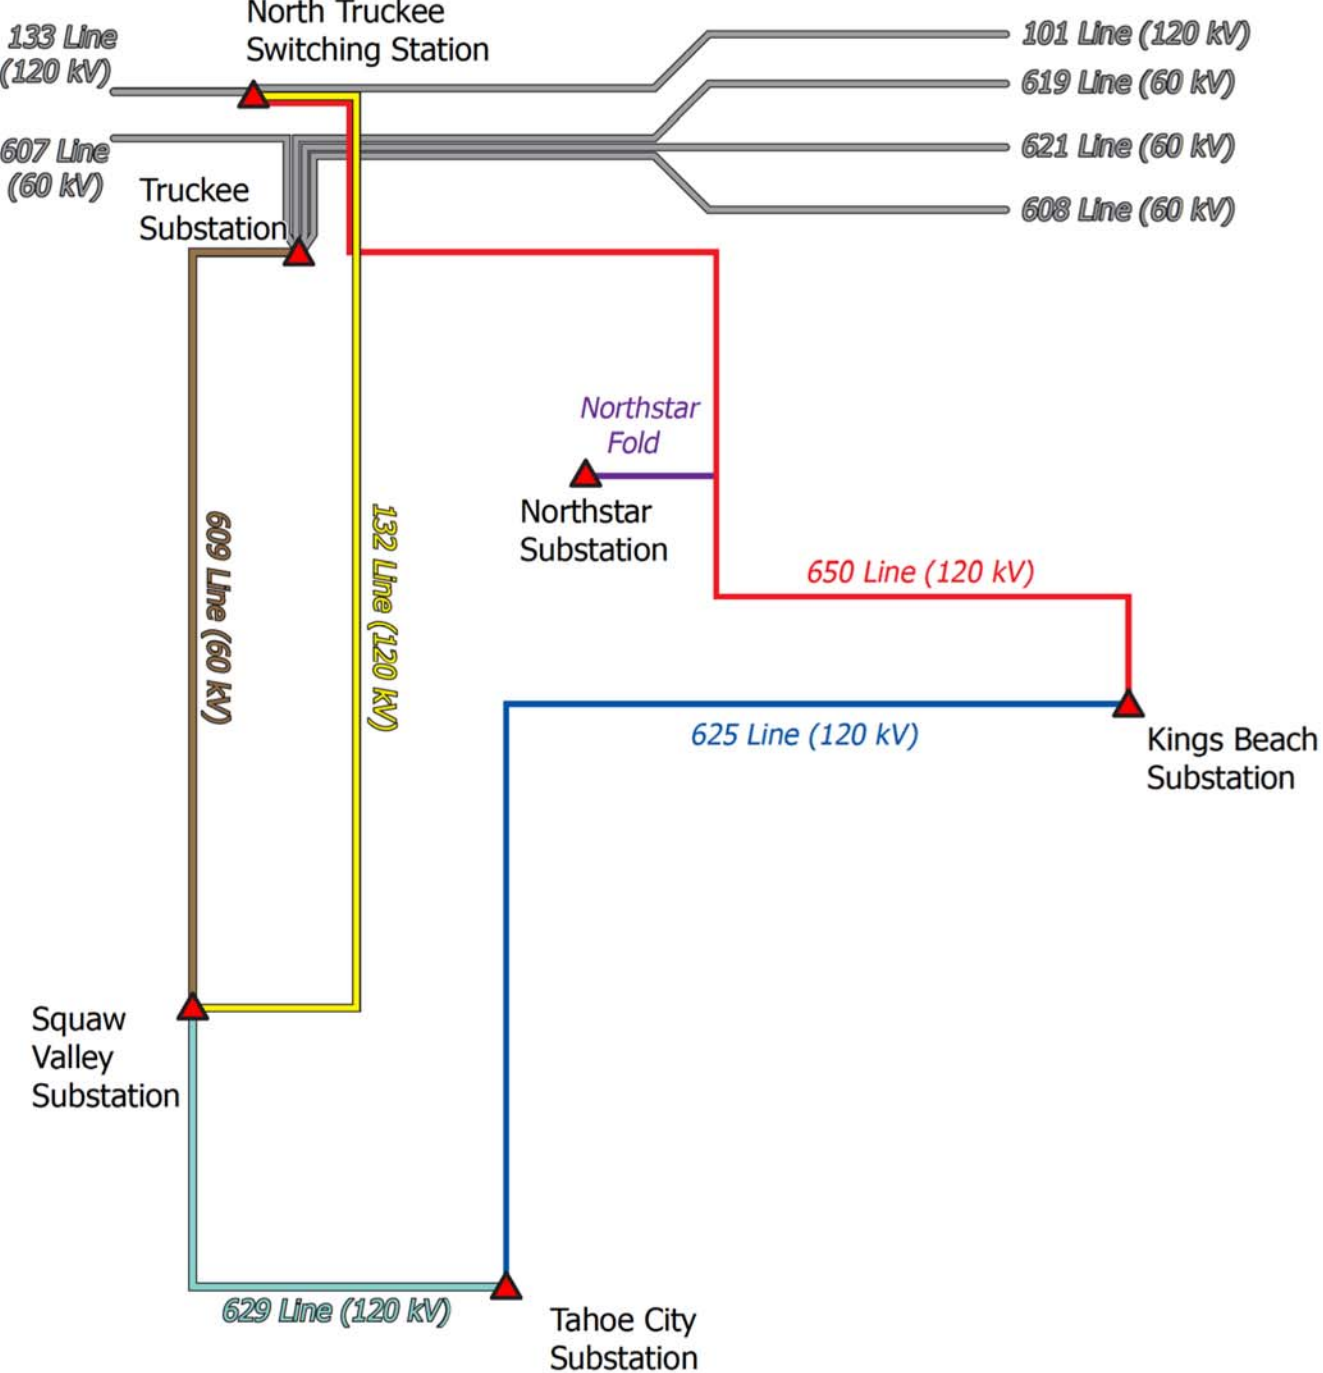 North Truckee
Switching Station
133 Line
(120 kV)
101 Line (120 kV)
619 Line (60 kV)
607 Line
(60 kV)
621 Line (60 kV)
608 Line (60 kV)
Truckee
Substation
Northstar
Fold
Northstar
Substation
609 Line (60 kV)
132 Line (120 kV)
650 Line (120 kV)
625 Line (120 kV)
Kings Beach
Substation
Squaw
Valley
Substation
629 Line (120 kV)
Tahoe City
Substation